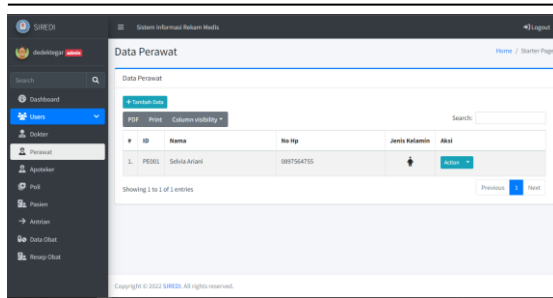 SIREDI
Sistem Informasi Rekam Medis
Logout
dedektegar admin
Data Perawat
Home / Starter Page
Search
Data Perawat
Dashboard
+ Tambah Data
Users
PDF Print Column visibility
Search:
Dokter
# ID Nama No Hp Jenis Kelamin Aksi
Perawat
1. PE001 Selvia Ariani 0897564755 Action
Apoteker
Showing 1 to 1 of 1 entries
Previous 1 Next
Poli
Pasien
Antrian
Data Obat
Resep Obat
Copyright © 2022 SIREDI. All rights reserved.